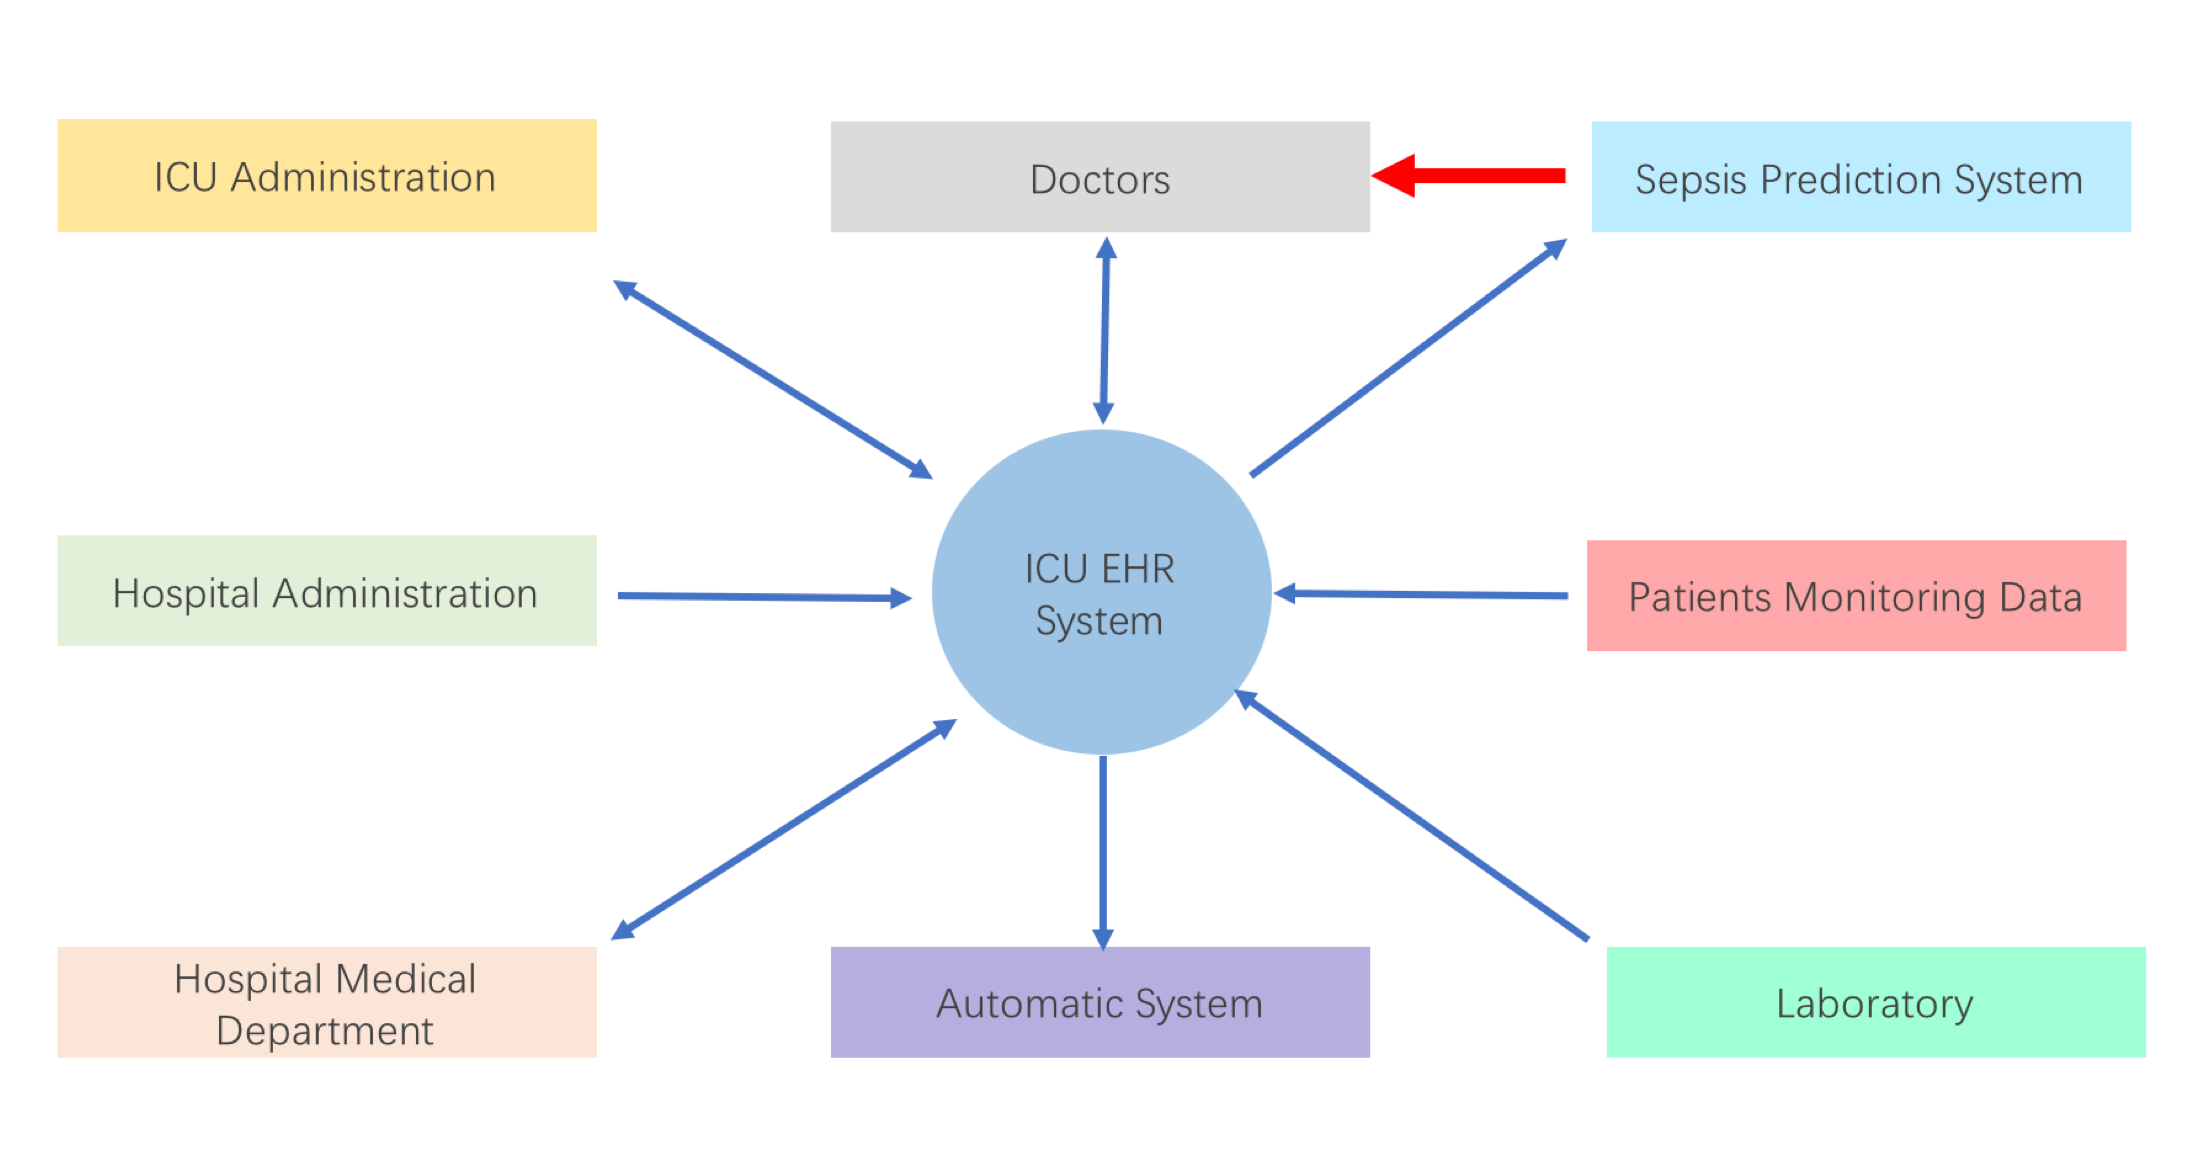 ICU Administration
Doctors
Sepsis Prediction System
Hospital Administration
ICU EHR
System
Patients Monitoring Data
Hospital Medical
Department
Automatic System
Laboratory